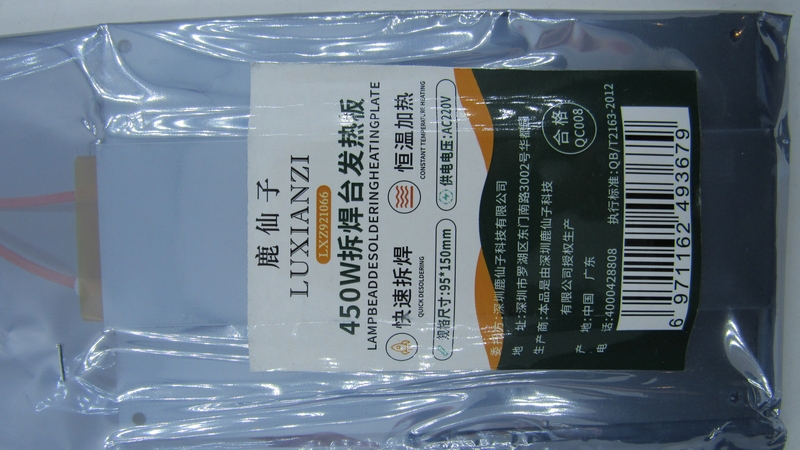 鹿仙子
LUXIANZI
LXZ921066
450W拆焊台发热板
LAMPBEADDESOLDERINGHEATINGPLATE
快速拆焊
QUICK DESOLDERING
恒温加热
CONSTANT TEMPERATURE HEATING
规格尺寸:95*150mm
供电电压:AC220V
委托方:深圳鹿仙子科技有限公司
地 址:深圳市罗湖区东门南路3002号华都园
生产商:本品是由深圳鹿仙子科技
有限公司授权生产
产 地:中国 广东
电 话:4000428808
执行标准:QB/T2163-2012
合格
QC008
6 971162 493679